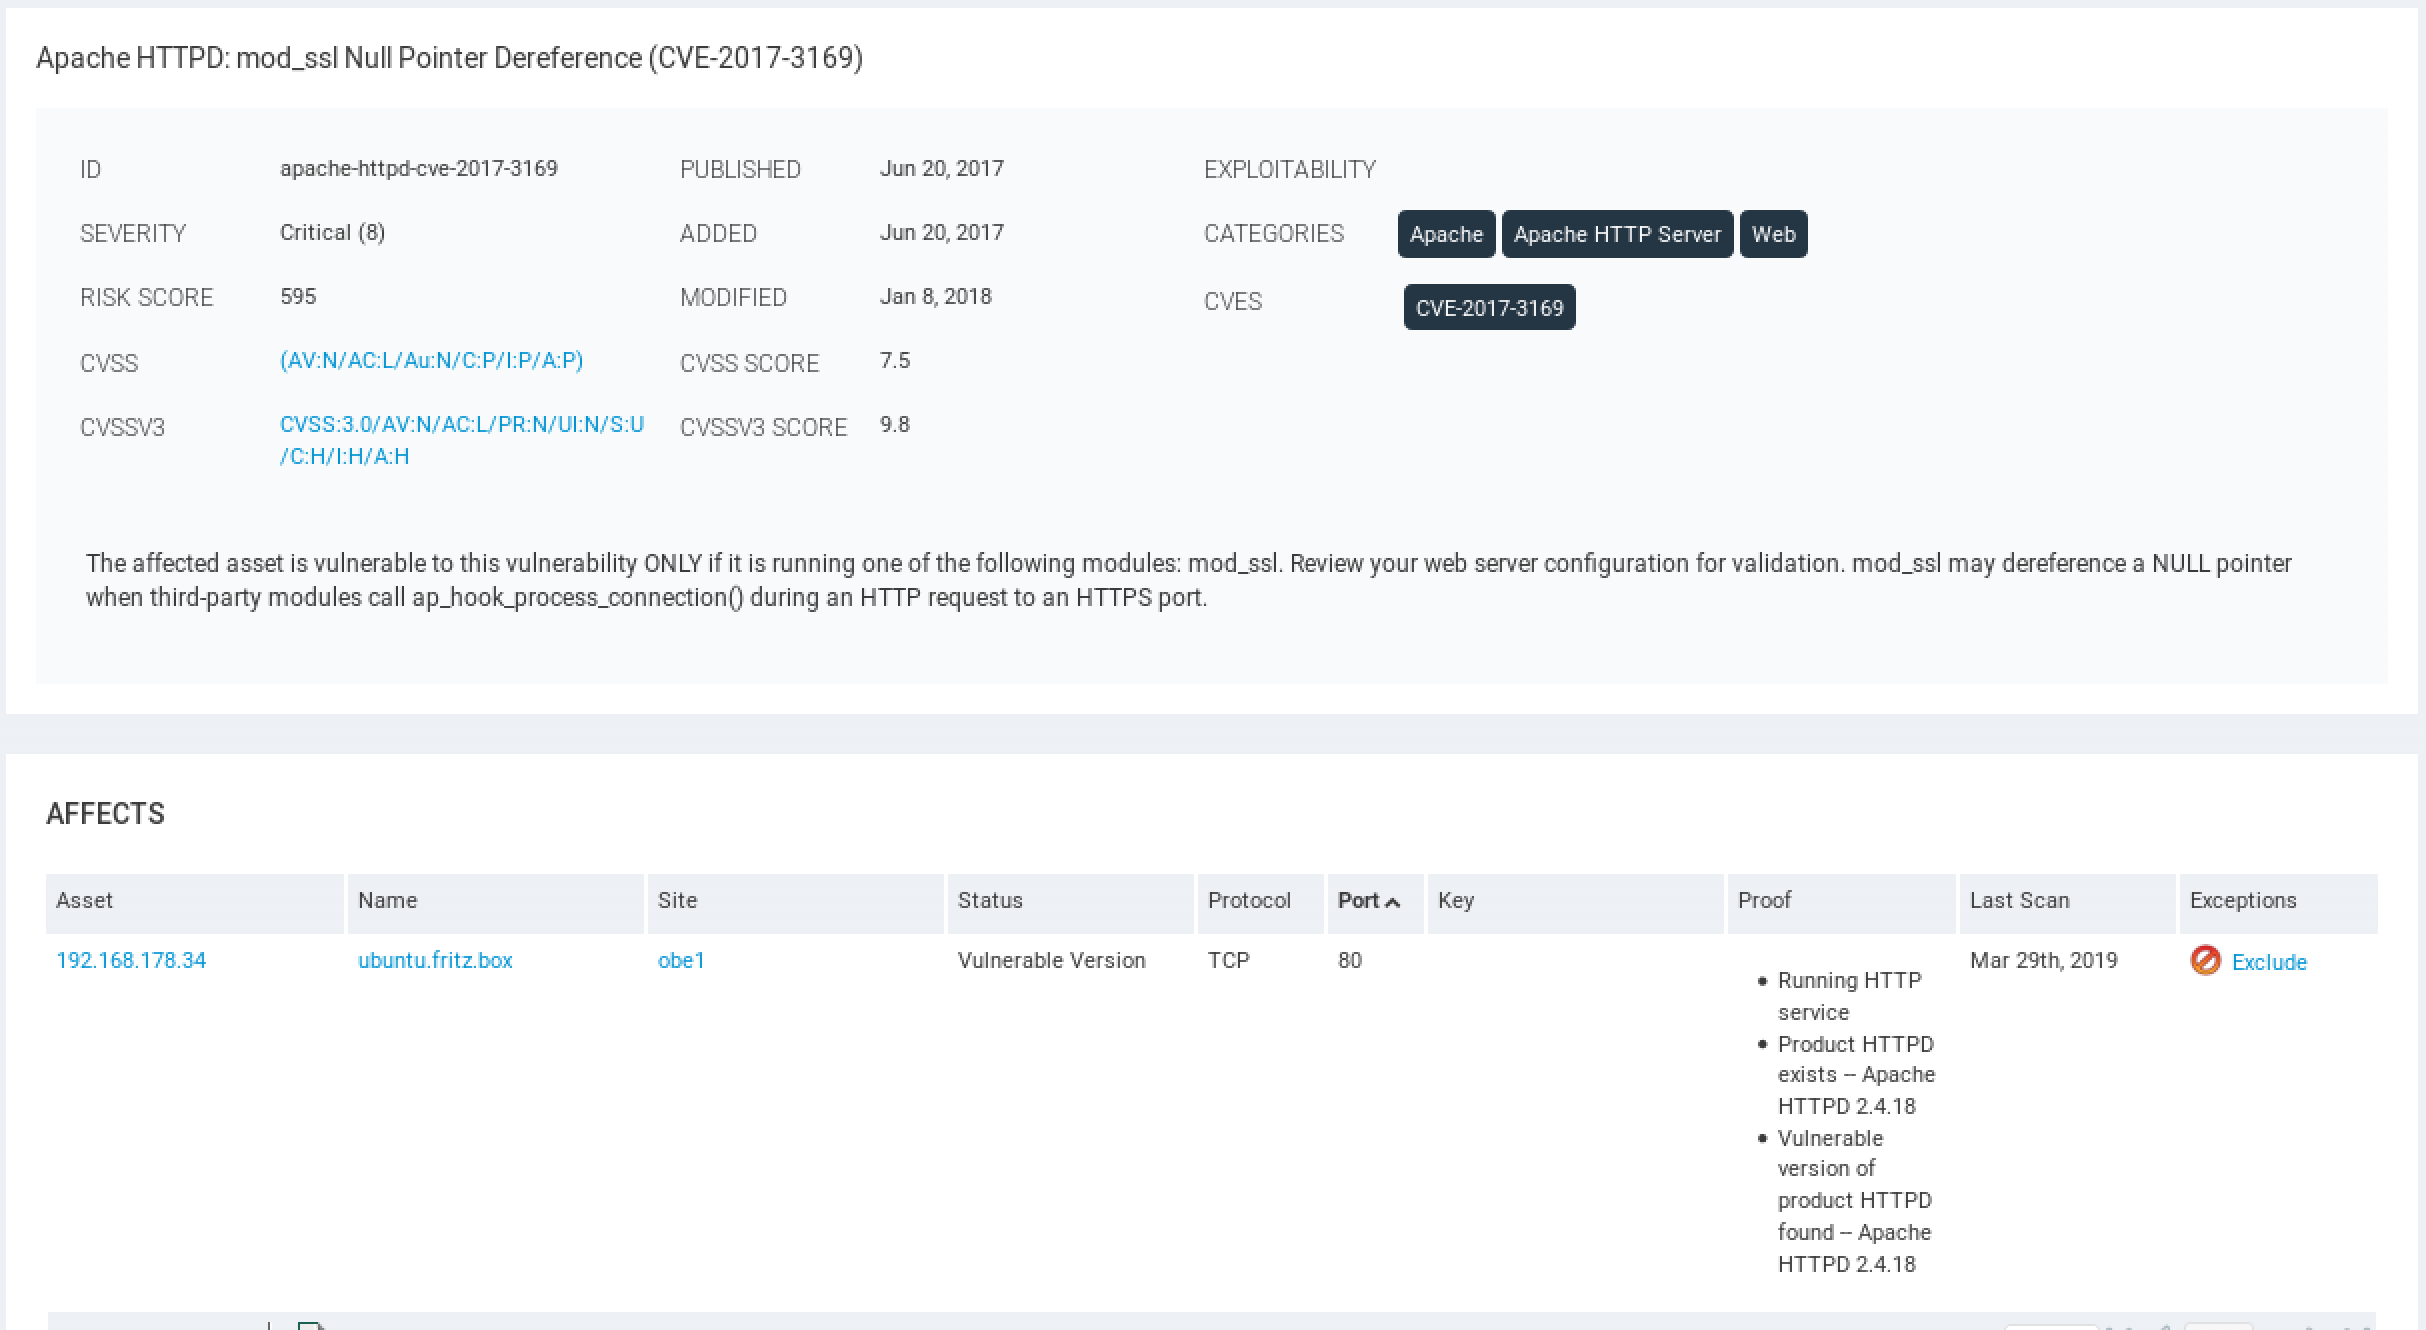 Apache HTTPD: mod_ssl Null Pointer Dereference (CVE-2017-3169)
ID apache-httpd-cve-2017-3169 PUBLISHED Jun 20, 2017 EXPLOITABILITY
SEVERITY Critical (8) ADDED Jun 20, 2017 CATEGORIES Apache Apache HTTP Server Web
RISK SCORE 595 MODIFIED Jan 8, 2018 CVES CVE-2017-3169
CVSS (AV:N/AC:L/Au:N/C:P/I:P/A:P) CVSS SCORE 7.5
CVSSV3 CVSS:3.0/AV:N/AC:L/PR:N/UI:N/S:U CVSSV3 SCORE 9.8
/C:H/I:H/A:H
The affected asset is vulnerable to this vulnerability ONLY if it is running one of the following modules: mod_ssl. Review your web server configuration for validation. mod_ssl may dereference a NULL pointer
when third-party modules call ap_hook_process_connection() during an HTTP request to an HTTPS port.
AFFECTS
Asset Name Site Status Protocol Port Key Proof Last Scan Exceptions
192.168.178.34 ubuntu.fritz.box obe1 Vulnerable Version TCP 80 Mar 29th, 2019 Exclude
• Running HTTP
service
• Product HTTPD
exists – Apache
HTTPD 2.4.18
• Vulnerable
version of
product HTTPD
found – Apache
HTTPD 2.4.18